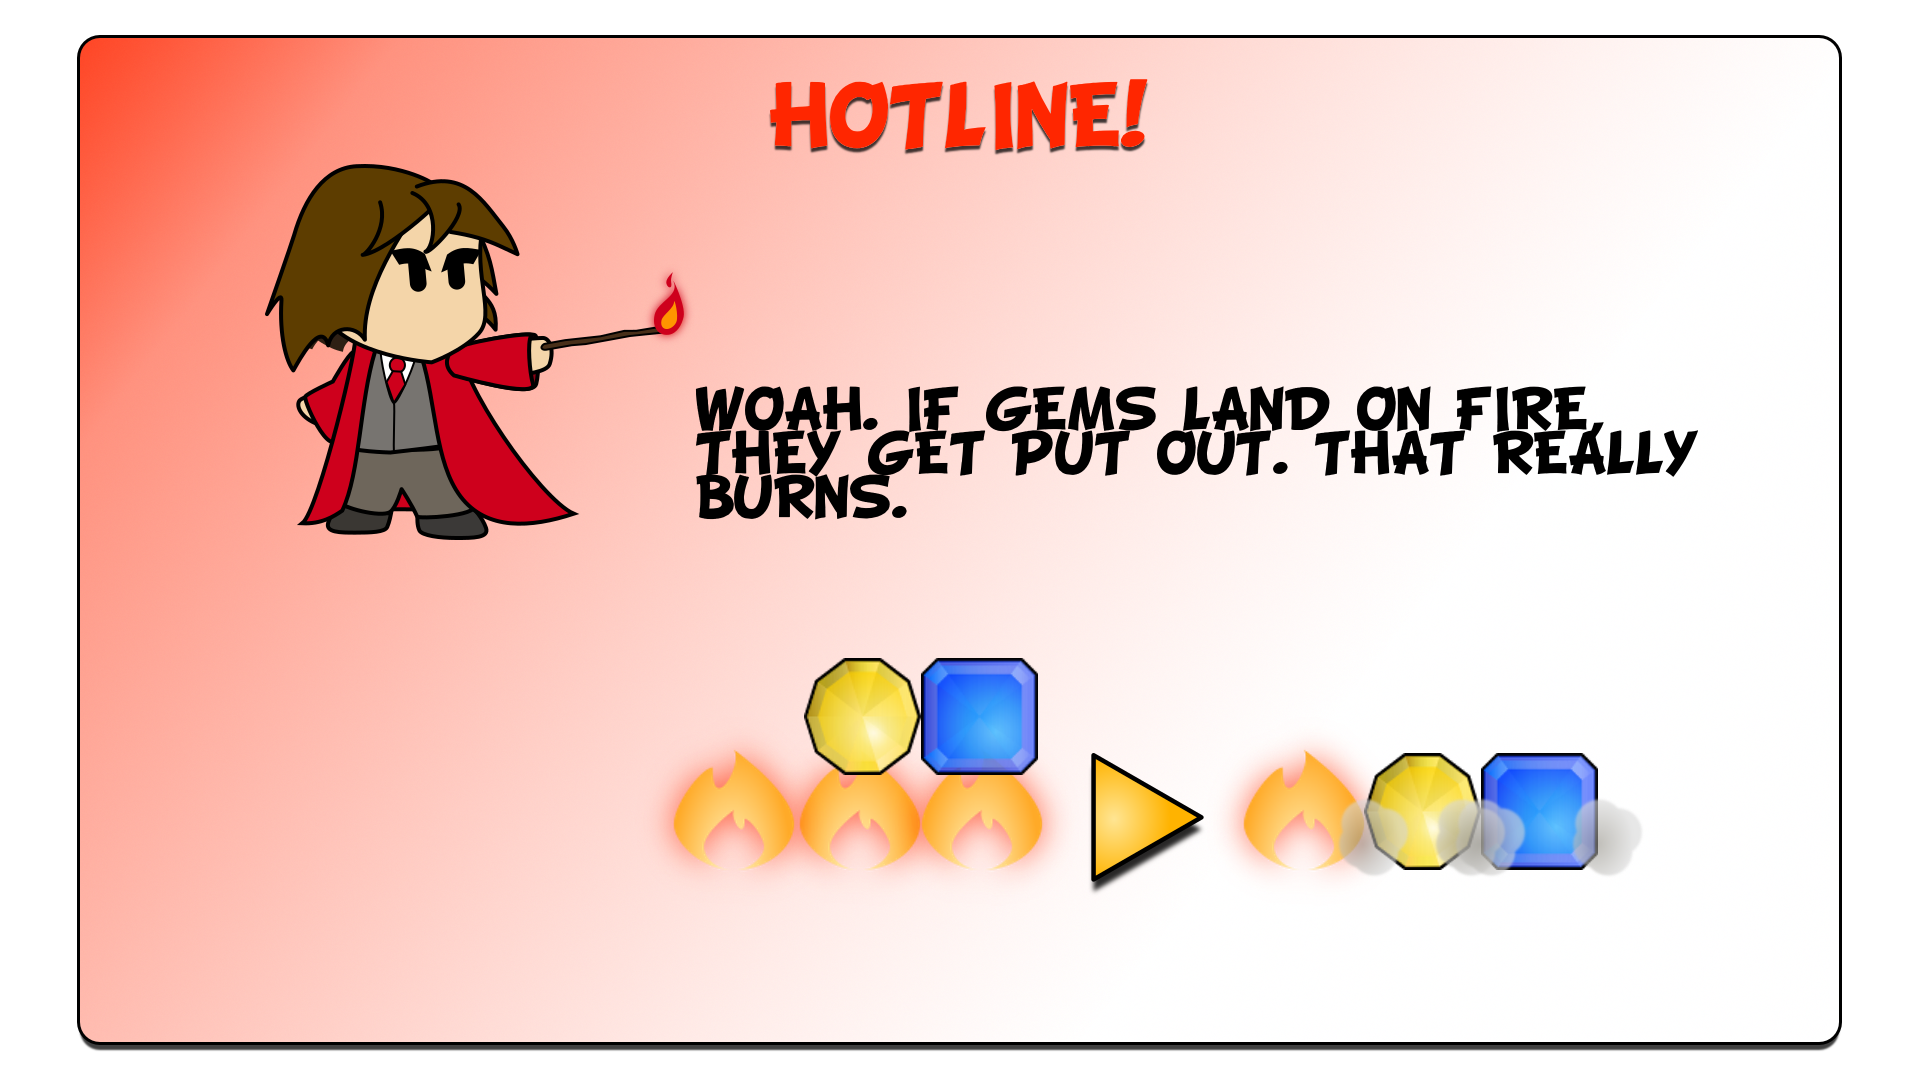 HOTLINE!
WOAH. IF GEMS LAND ON FIRE,
THEY GET PUT OUT. THAT REALLY
BURNS.